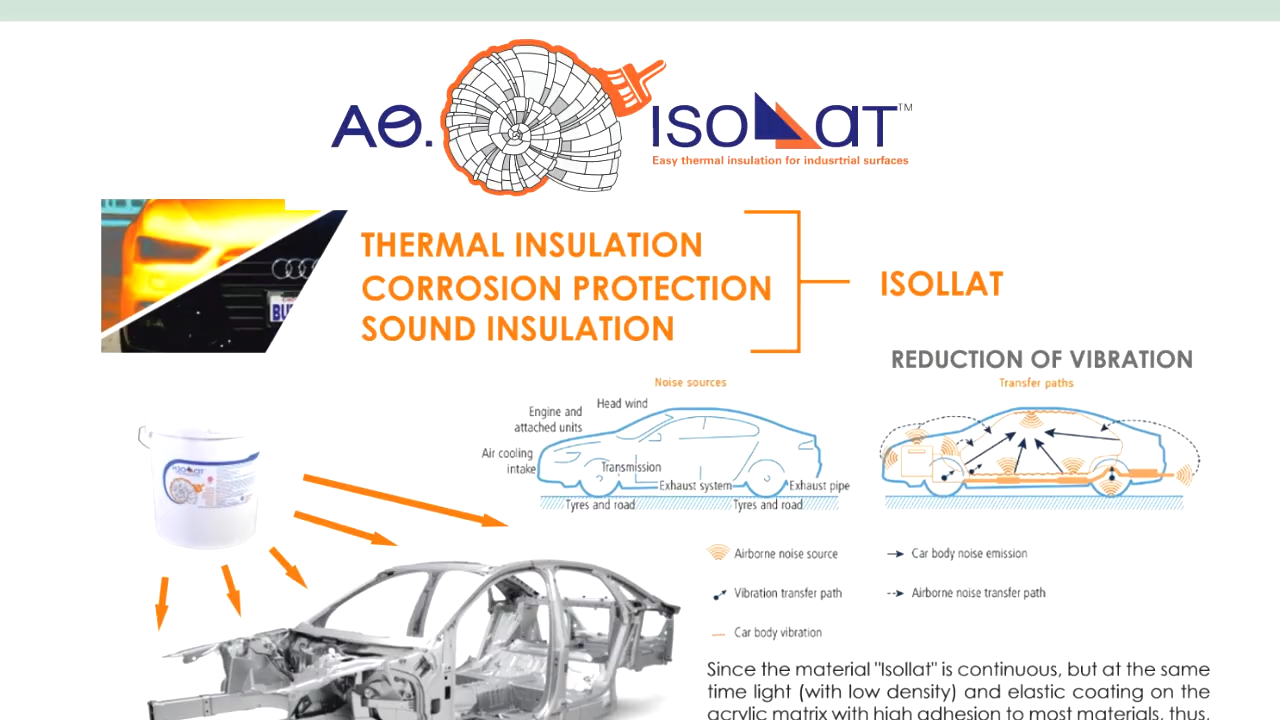 AO.
ISOLLAT™
Easy thermal insulation for indusrtrial surfaces
THERMAL INSULATION
CORROSION PROTECTION
SOUND INSULATION
ISOLLAT
REDUCTION OF VIBRATION
Noise sources
Transfer paths
Head wind
Engine and
attached units
Air cooling
intake
Transmission
Exhaust system
Exhaust pipe
Tyres and road
Tyres and road
Airborne noise source
Car body noise emission
Vibration transfer path
Airborne noise transfer path
Car body vibration
Since the material "Isollat" is continuous, but at the same
time light (with low density) and elastic coating on the
acrylic matrix with high adhesion to most materials, thus,